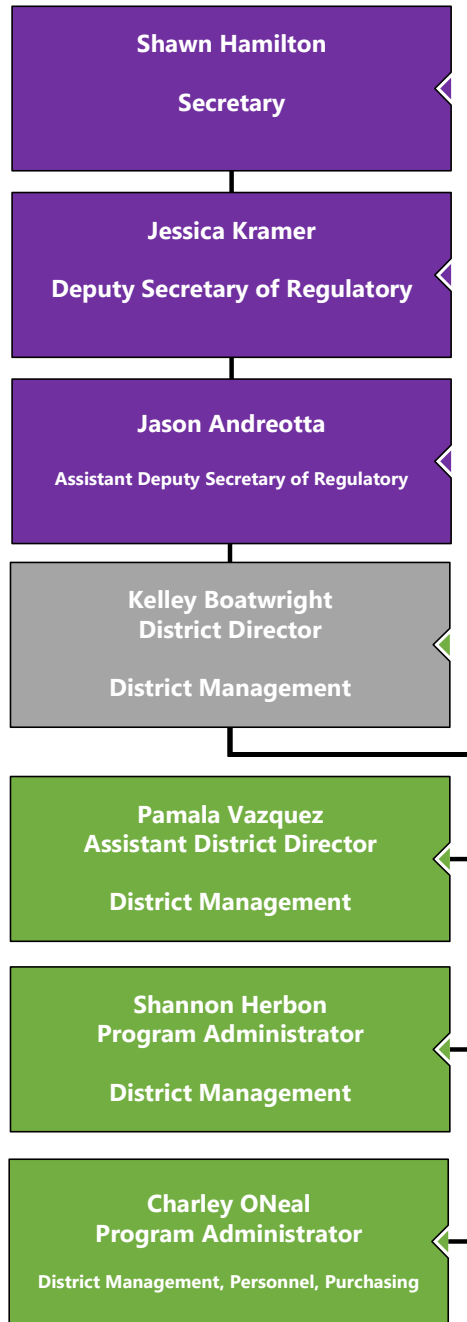 Shawn Hamilton
Secretary
Jessica Kramer
Deputy Secretary of Regulatory
Jason Andreotta
Assistant Deputy Secretary of Regulatory
Kelley Boatwright
District Director
District Management
Pamala Vazquez
Assistant District Director
District Management
Shannon Herbon
Program Administrator
District Management
Charley ONeal
Program Administrator
District Management, Personnel, Purchasing